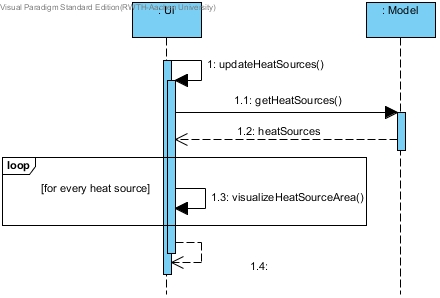 Visual Paradigm Standard Edition(RWTH-Aachen University)
: Ui
: Model
1: updateHeatSources()
1.1: getHeatSources()
1.2: heatSources
loop
[for every heat source]
1.3: visualizeHeatSourceArea()
1.4: